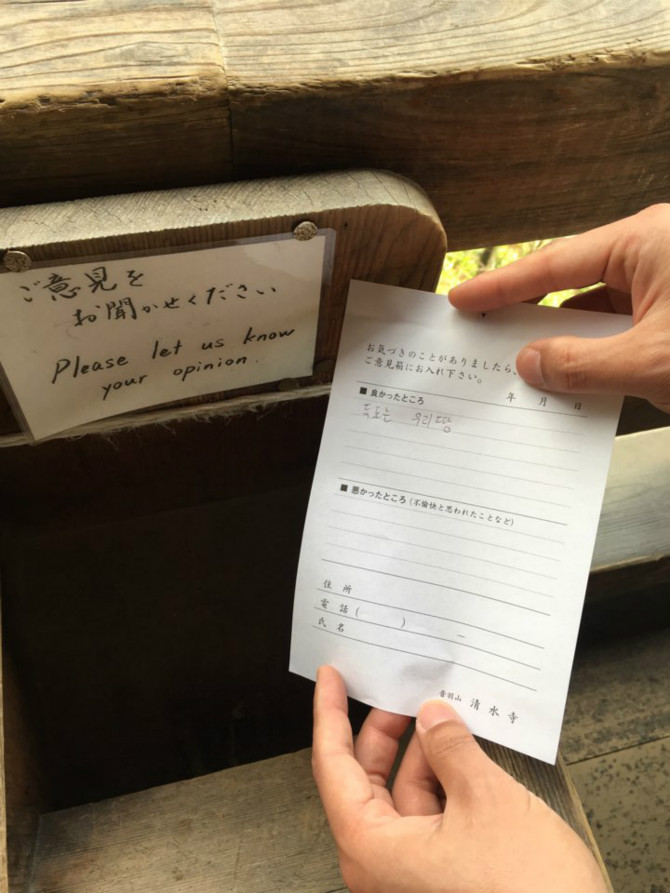 ご意見を
お聞かせください
Please let us know
your opinion.
お気づきのことがありましたら、
ご意見箱にお入れ下さい。
年 月 日
■ 良かったところ
독도는 우리땅
■ 悪かったところ（不愉快と思われたことなど）
住 所
電 話 (     )     －
氏 名
音羽山 清水寺